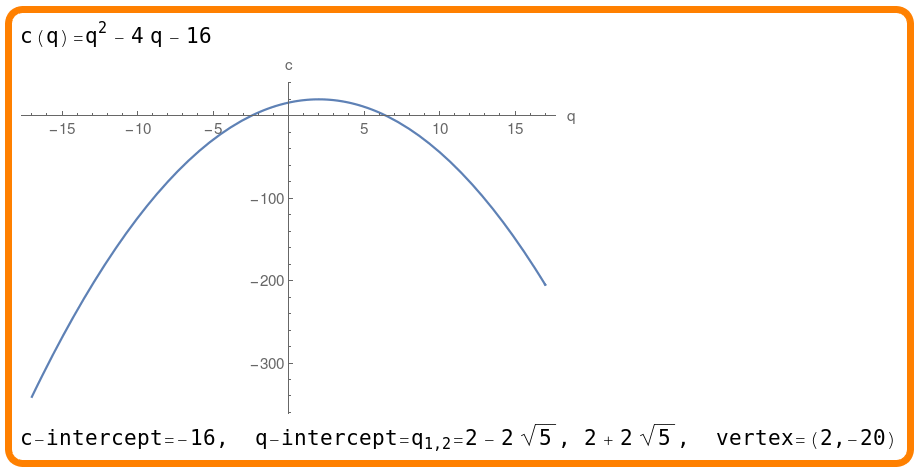 c(q)=q² - 4 q - 16
c
-15 -10 -5 5 10 15 q
-100
-200
-300
c-intercept=-16, q-intercept=q₁,₂=2 - 2 √5, 2 + 2 √5, vertex=(2,-20)